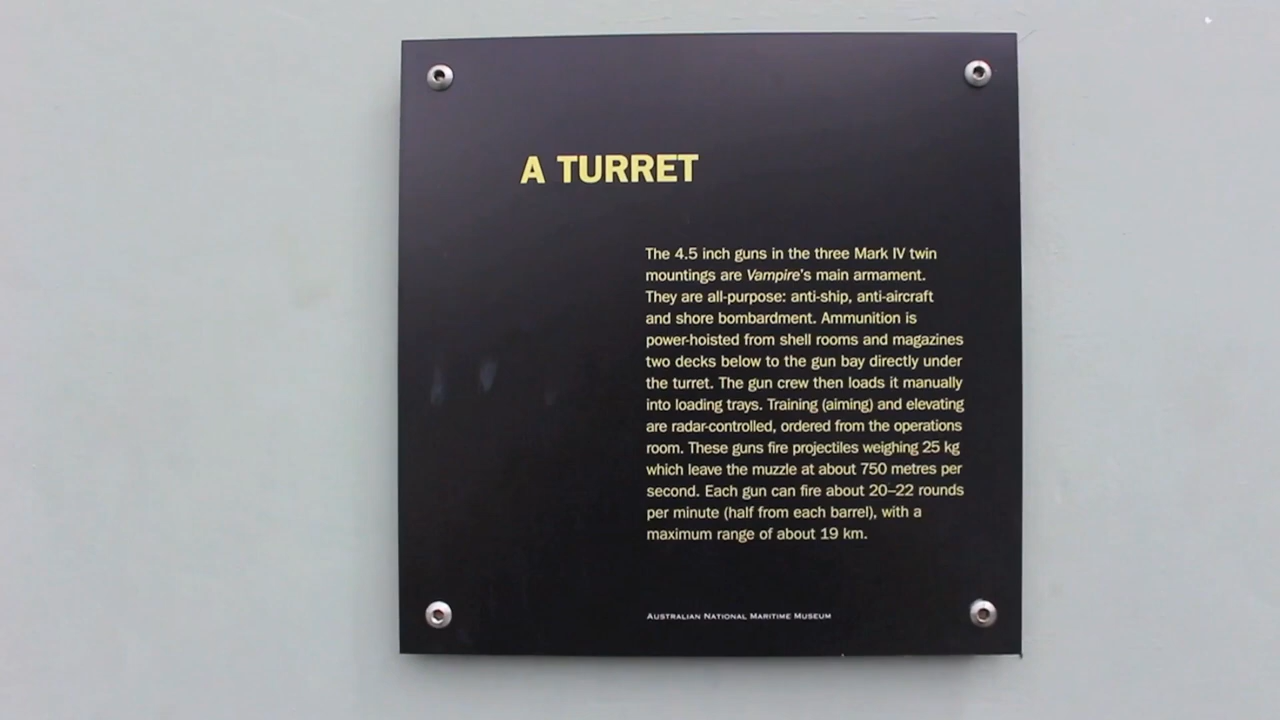 A TURRET
The 4.5 inch guns in the three Mark IV twin
mountings are Vampire's main armament.
They are all-purpose: anti-ship, anti-aircraft
and shore bombardment. Ammunition is
power-hoisted from shell rooms and magazines
two decks below to the gun bay directly under
the turret. The gun crew then loads it manually
into loading trays. Training (aiming) and elevating
are radar-controlled, ordered from the operations
room. These guns fire projectiles weighing 25 kg
which leave the muzzle at about 750 metres per
second. Each gun can fire about 20–22 rounds
per minute (half from each barrel), with a
maximum range of about 19 km.
Australian National Maritime Museum